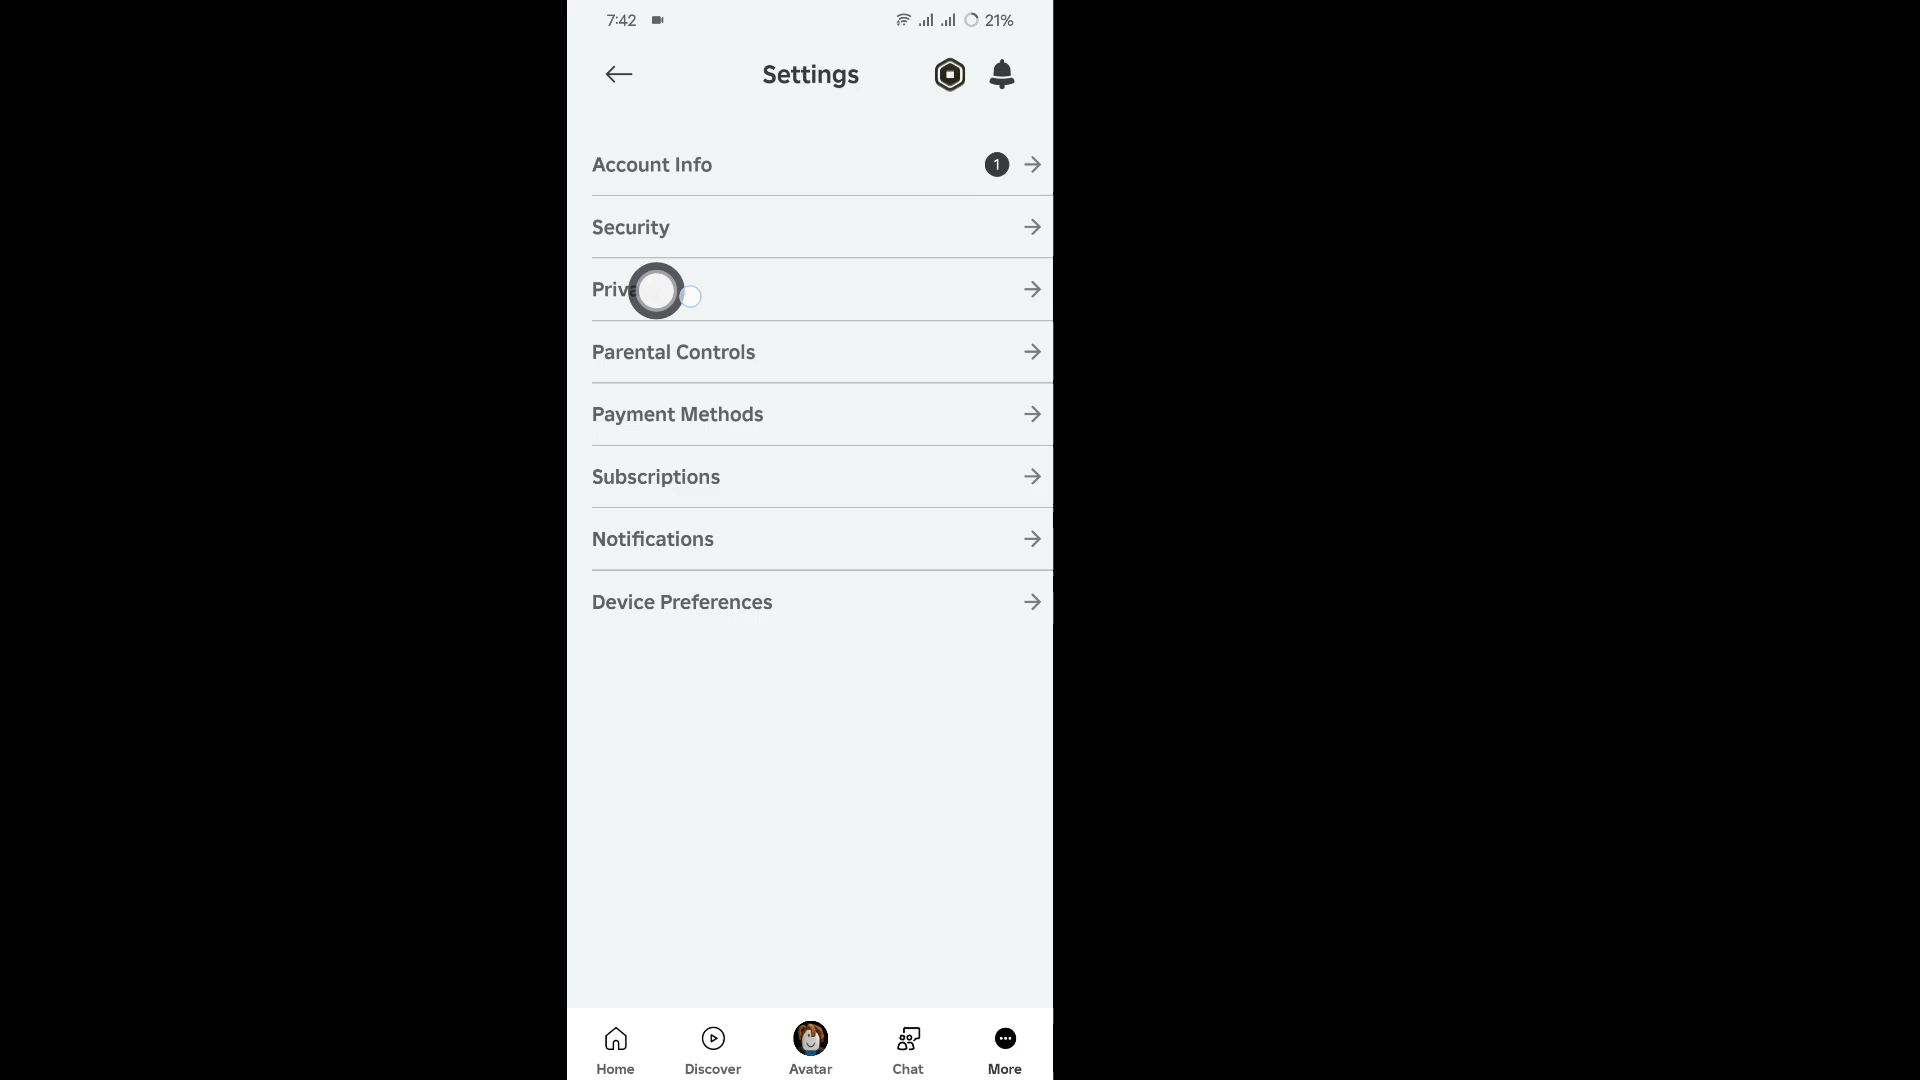 7:42 21%
Settings
Account Info 1
Security
Parental Controls
Payment Methods
Subscriptions
Notifications
Device Preferences
Home Discover Avatar Chat More